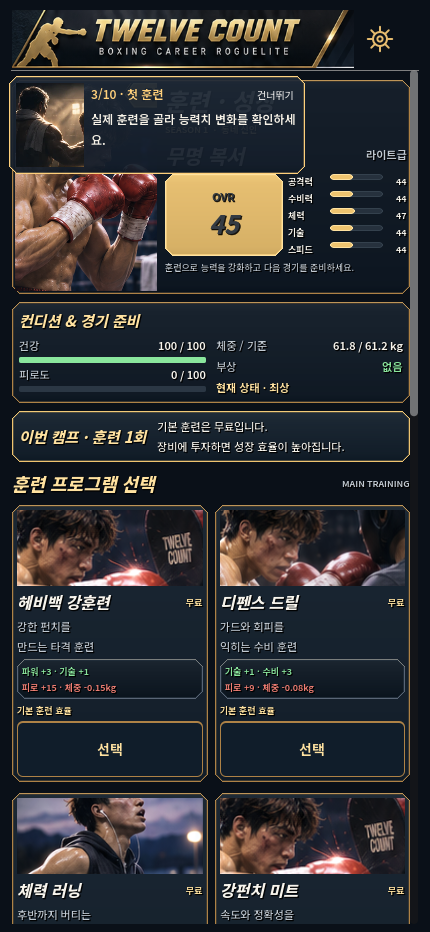 TWELVE COUNT
BOXING CAREER ROGUELITE
3/10 · 첫 훈련
건너뛰기
실제 훈련을 골라 능력치 변화를 확인하세
요.
훈련 · 성장
무명 복서
라이트급
OVR
45
공격력 44
수비력 44
체력 47
기술 44
스피드 44
훈련으로 능력을 강화하고 다음 경기를 준비하세요.
컨디션 & 경기 준비
건강 100 / 100
체중 / 기준 61.8 / 61.2 kg
피로도 0 / 100
부상 없음
현재 상태 · 최상
이번 캠프 · 훈련 1회
기본 훈련은 무료입니다.
장비에 투자하면 성장 효율이 높아집니다.
훈련 프로그램 선택
MAIN TRAINING
TWELVE
COUNT
헤비백 강훈련 무료
강한 펀치를
만드는 타격 훈련
파워 +3 · 기술 +1
피로 +15 · 체중 -0.15kg
기본 훈련 효율
선택
디펜스 드릴 무료
가드와 회피를
익히는 수비 훈련
기술 +1 · 수비 +3
피로 +9 · 체중 -0.08kg
기본 훈련 효율
선택
체력 러닝 무료
후반까지 버티는
TWELVE
COUNT
강펀치 미트 무료
속도와 정확성을